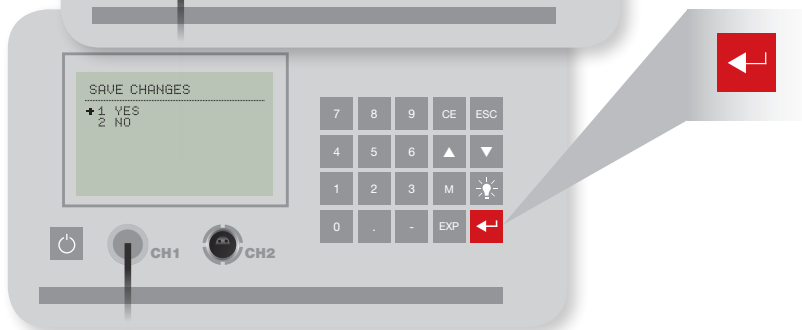 SAVE CHANGES
1 YES
2 NO
7 8 9 CE ESC
4 5 6
1 2 3 M
0 . - EXP
CH1 CH2